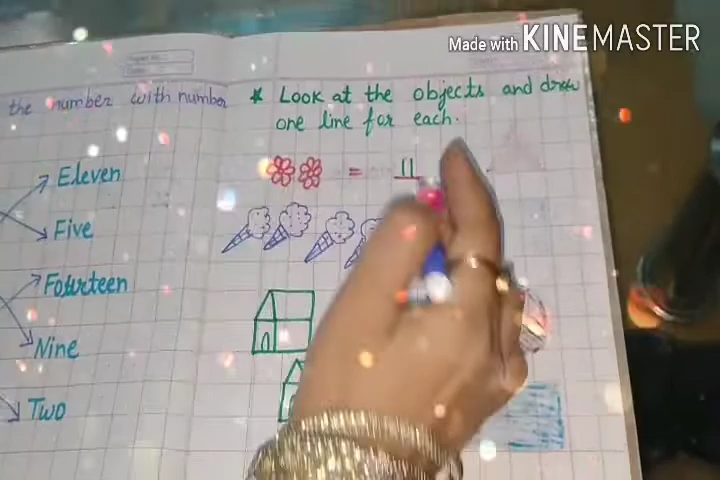 Made with KINEMASTER
the number with number
Eleven
Five
Fourteen
Nine
Two
* Look at the objects and draw
one line for each.
= 11